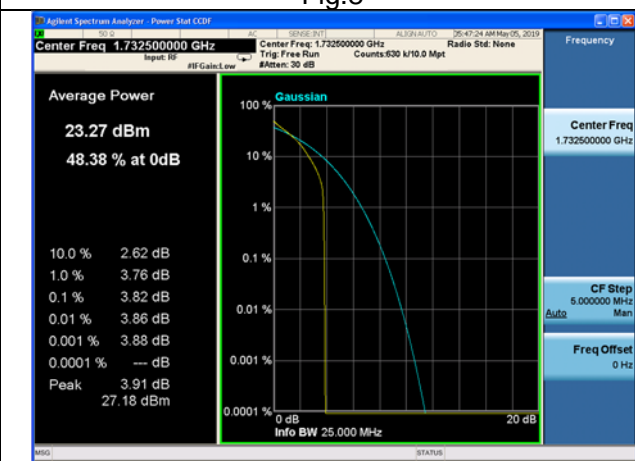 Agilent Spectrum Analyzer - Power Stat CCDF
50 Ω AC SENSE:INT ALIGN AUTO 05:47:24 AM May 05, 2019
Center Freq 1.732500000 GHz
Input: RF
#IFGain:Low
Center Freq: 1.732500000 GHz
Trig: Free Run Counts:630 k/10.0 Mpt
#Atten: 30 dB
Radio Std: None
Frequency
Average Power
23.27 dBm
48.38 % at 0dB
10.0 % 2.62 dB
1.0 % 3.76 dB
0.1 % 3.82 dB
0.01 % 3.86 dB
0.001 % 3.88 dB
0.0001 % --- dB
Peak 3.91 dB
27.18 dBm
Gaussian
100 %
10 %
1 %
0.1 %
0.01 %
0.001 %
0.0001 %
0 dB 20 dB
Info BW 25.000 MHz
Center Freq
1.732500000 GHz
CF Step
5.000000 MHz
Auto Man
Freq Offset
0 Hz
MSG STATUS